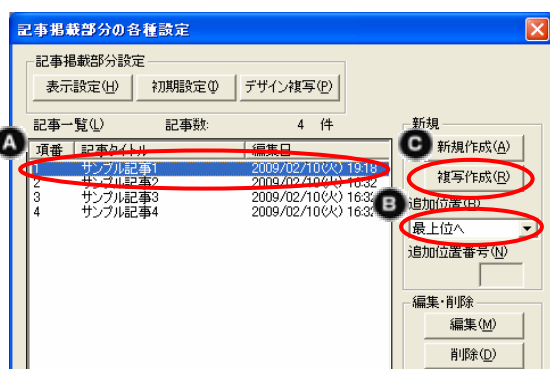 記事掲載部分の各種設定
記事掲載部分設定
表示設定(H) 初期設定(I) デザイン複写(P)
記事一覧(L) 記事数: 4 件
項番 記事タイトル 編集日
1 サンプル記事1 2009/02/10(火) 19:18
2 サンプル記事2 2009/02/10(火) 16:32
3 サンプル記事3 2009/02/10(火) 16:32
4 サンプル記事4 2009/02/10(火) 16:32
A
新規
新規作成(A)
C
複写作成(R)
追加位置(B)
B
最上位へ
追加位置番号(N)
編集・削除
編集(M)
削除(D)